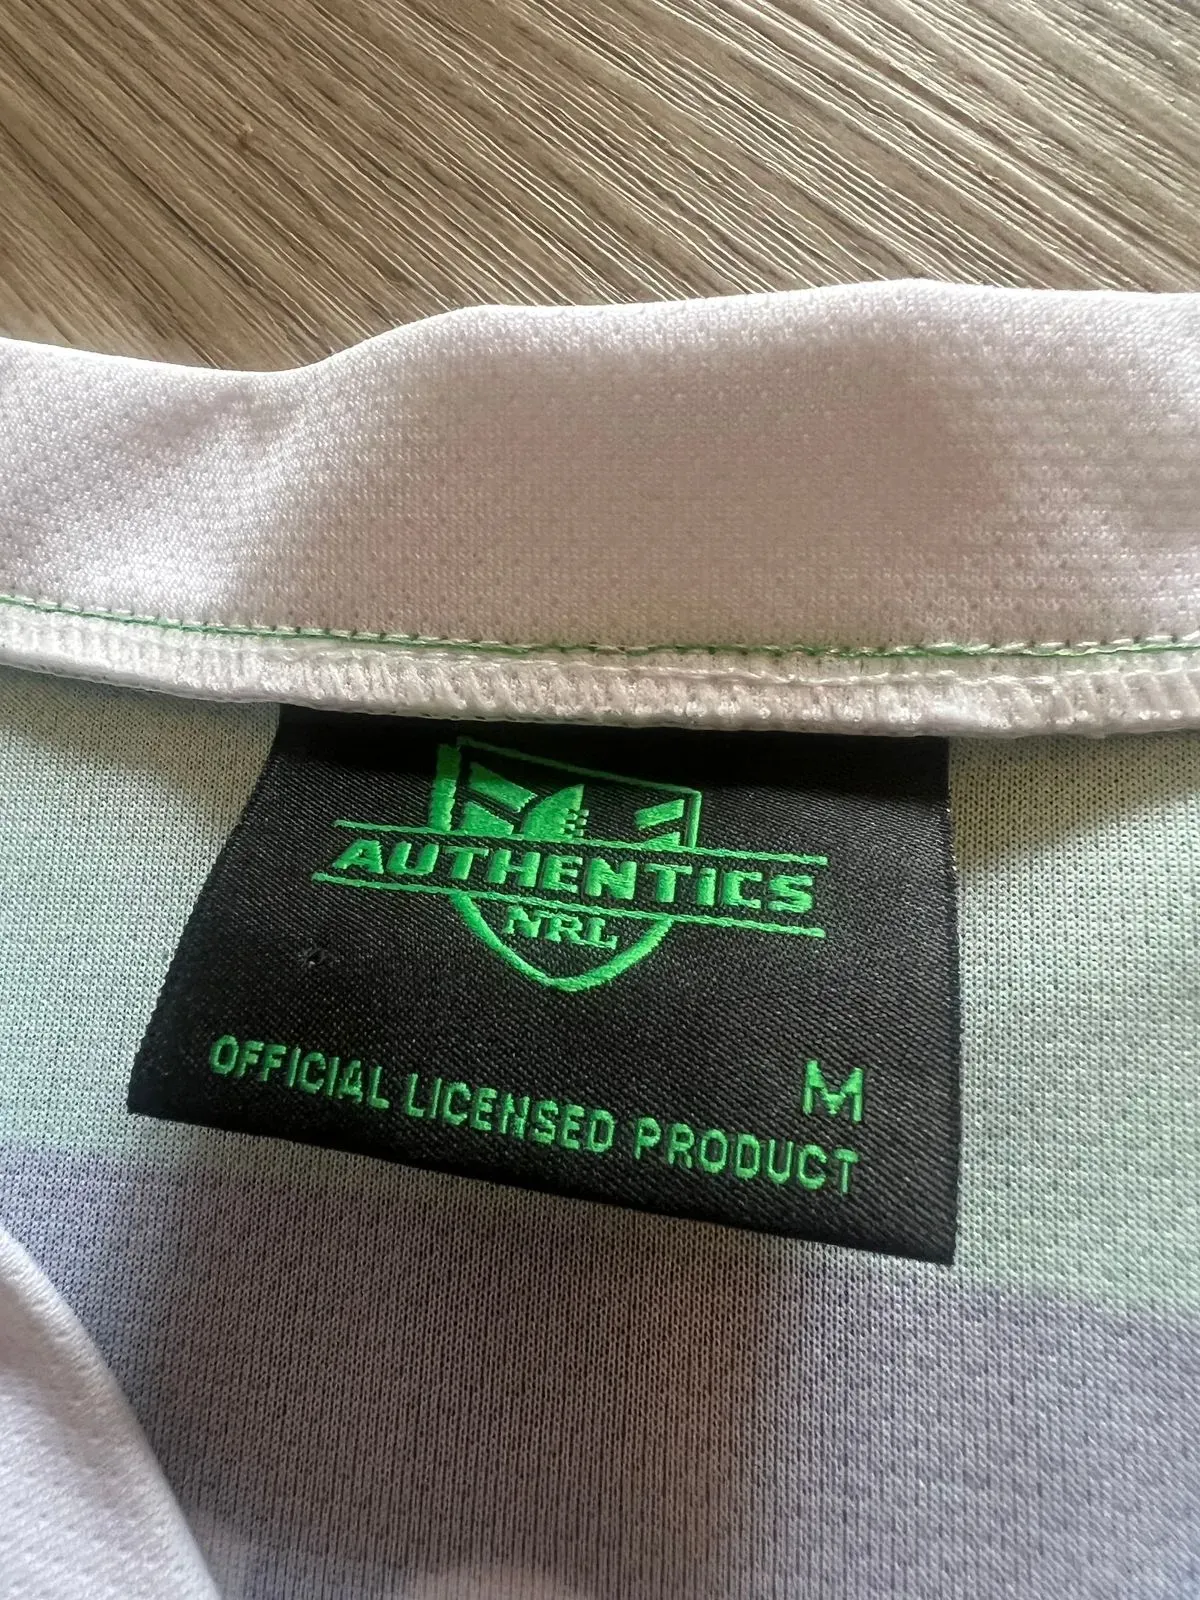 AUTHENTICS
NRL
M
OFFICIAL LICENSED PRODUCT